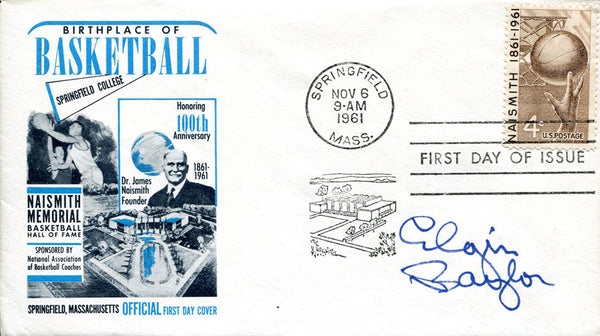 BIRTHPLACE OF
BASKETBALL
SPRINGFIELD COLLEGE
Honoring
100th
Anniversary
1861-
1961
Dr. James
Naismith
Founder
NAISMITH
MEMORIAL
BASKETBALL
HALL OF FAME
SPONSORED BY
National Association
of Basketball Coaches
SPRINGFIELD, MASSACHUSETTS OFFICIAL FIRST DAY COVER
SPRINGFIELD
NOV 6
9-AM
1961
MASS.
NAISMITH 1861-1961
4¢
U.S. POSTAGE
FIRST DAY OF ISSUE
Elgin
Baylor